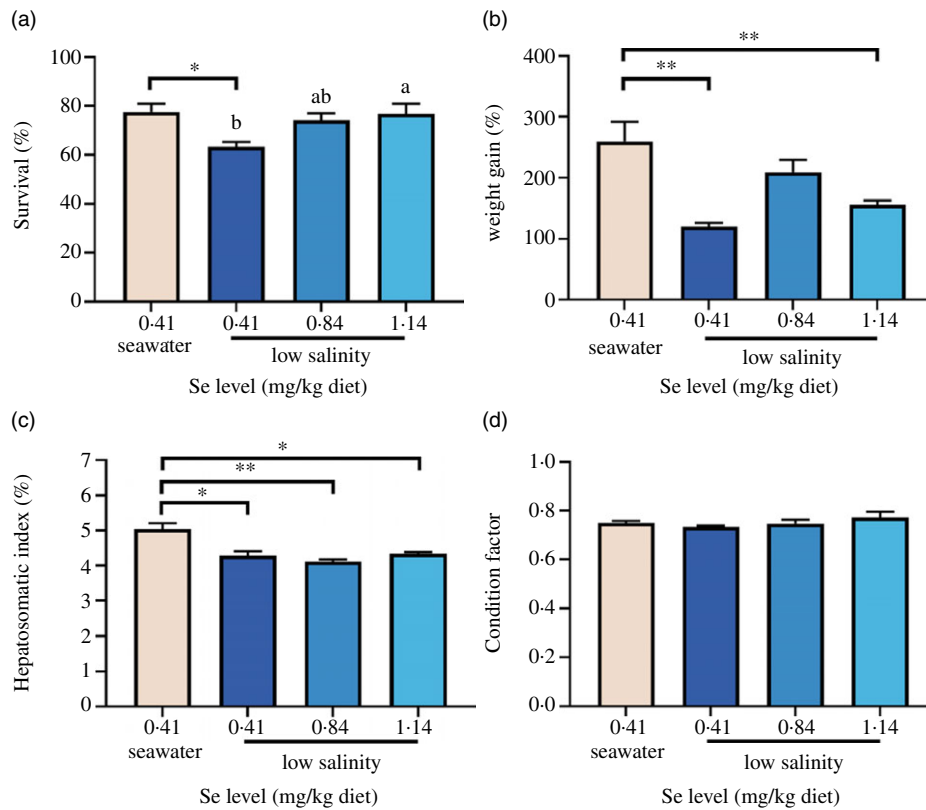 (a)
Survival (%)
100
80
60
40
20
0
*
b
ab
a
0·41 0·41 0·84 1·14
seawater low salinity
Se level (mg/kg diet)
(b)
weight gain (%)
400
300
200
100
0
**
**
0·41 0·41 0·84 1·14
seawater low salinity
Se level (mg/kg diet)
(c)
Hepatosomatic index (%)
7
6
5
4
3
2
1
0
*
**
*
0·41 0·41 0·84 1·14
seawater low salinity
Se level (mg/kg diet)
(d)
Condition factor
1·0
0·8
0·6
0·4
0·2
0·0
0·41 0·41 0·84 1·14
seawater low salinity
Se level (mg/kg diet)